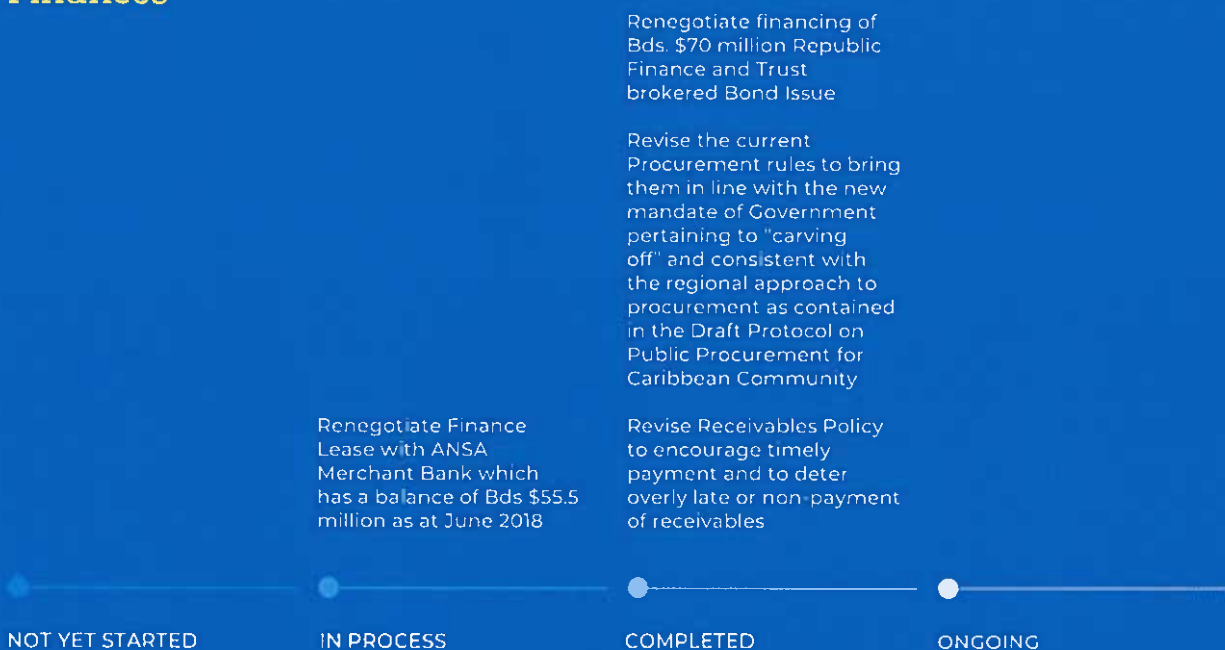 Finances
Renegotiate financing of
Bds. $70 million Republic
Finance and Trust
brokered Bond Issue
Revise the current
Procurement rules to bring
them in line with the new
mandate of Government
pertaining to "carving
off" and consistent with
the regional approach to
procurement as contained
in the Draft Protocol on
Public Procurement for
Caribbean Community
Renegotiate Finance
Lease with ANSA
Merchant Bank which
has a balance of Bds $55.5
million as at June 2018
Revise Receivables Policy
to encourage timely
payment and to deter
overly late or non-payment
of receivables
NOT YET STARTED
IN PROCESS
COMPLETED
ONGOING